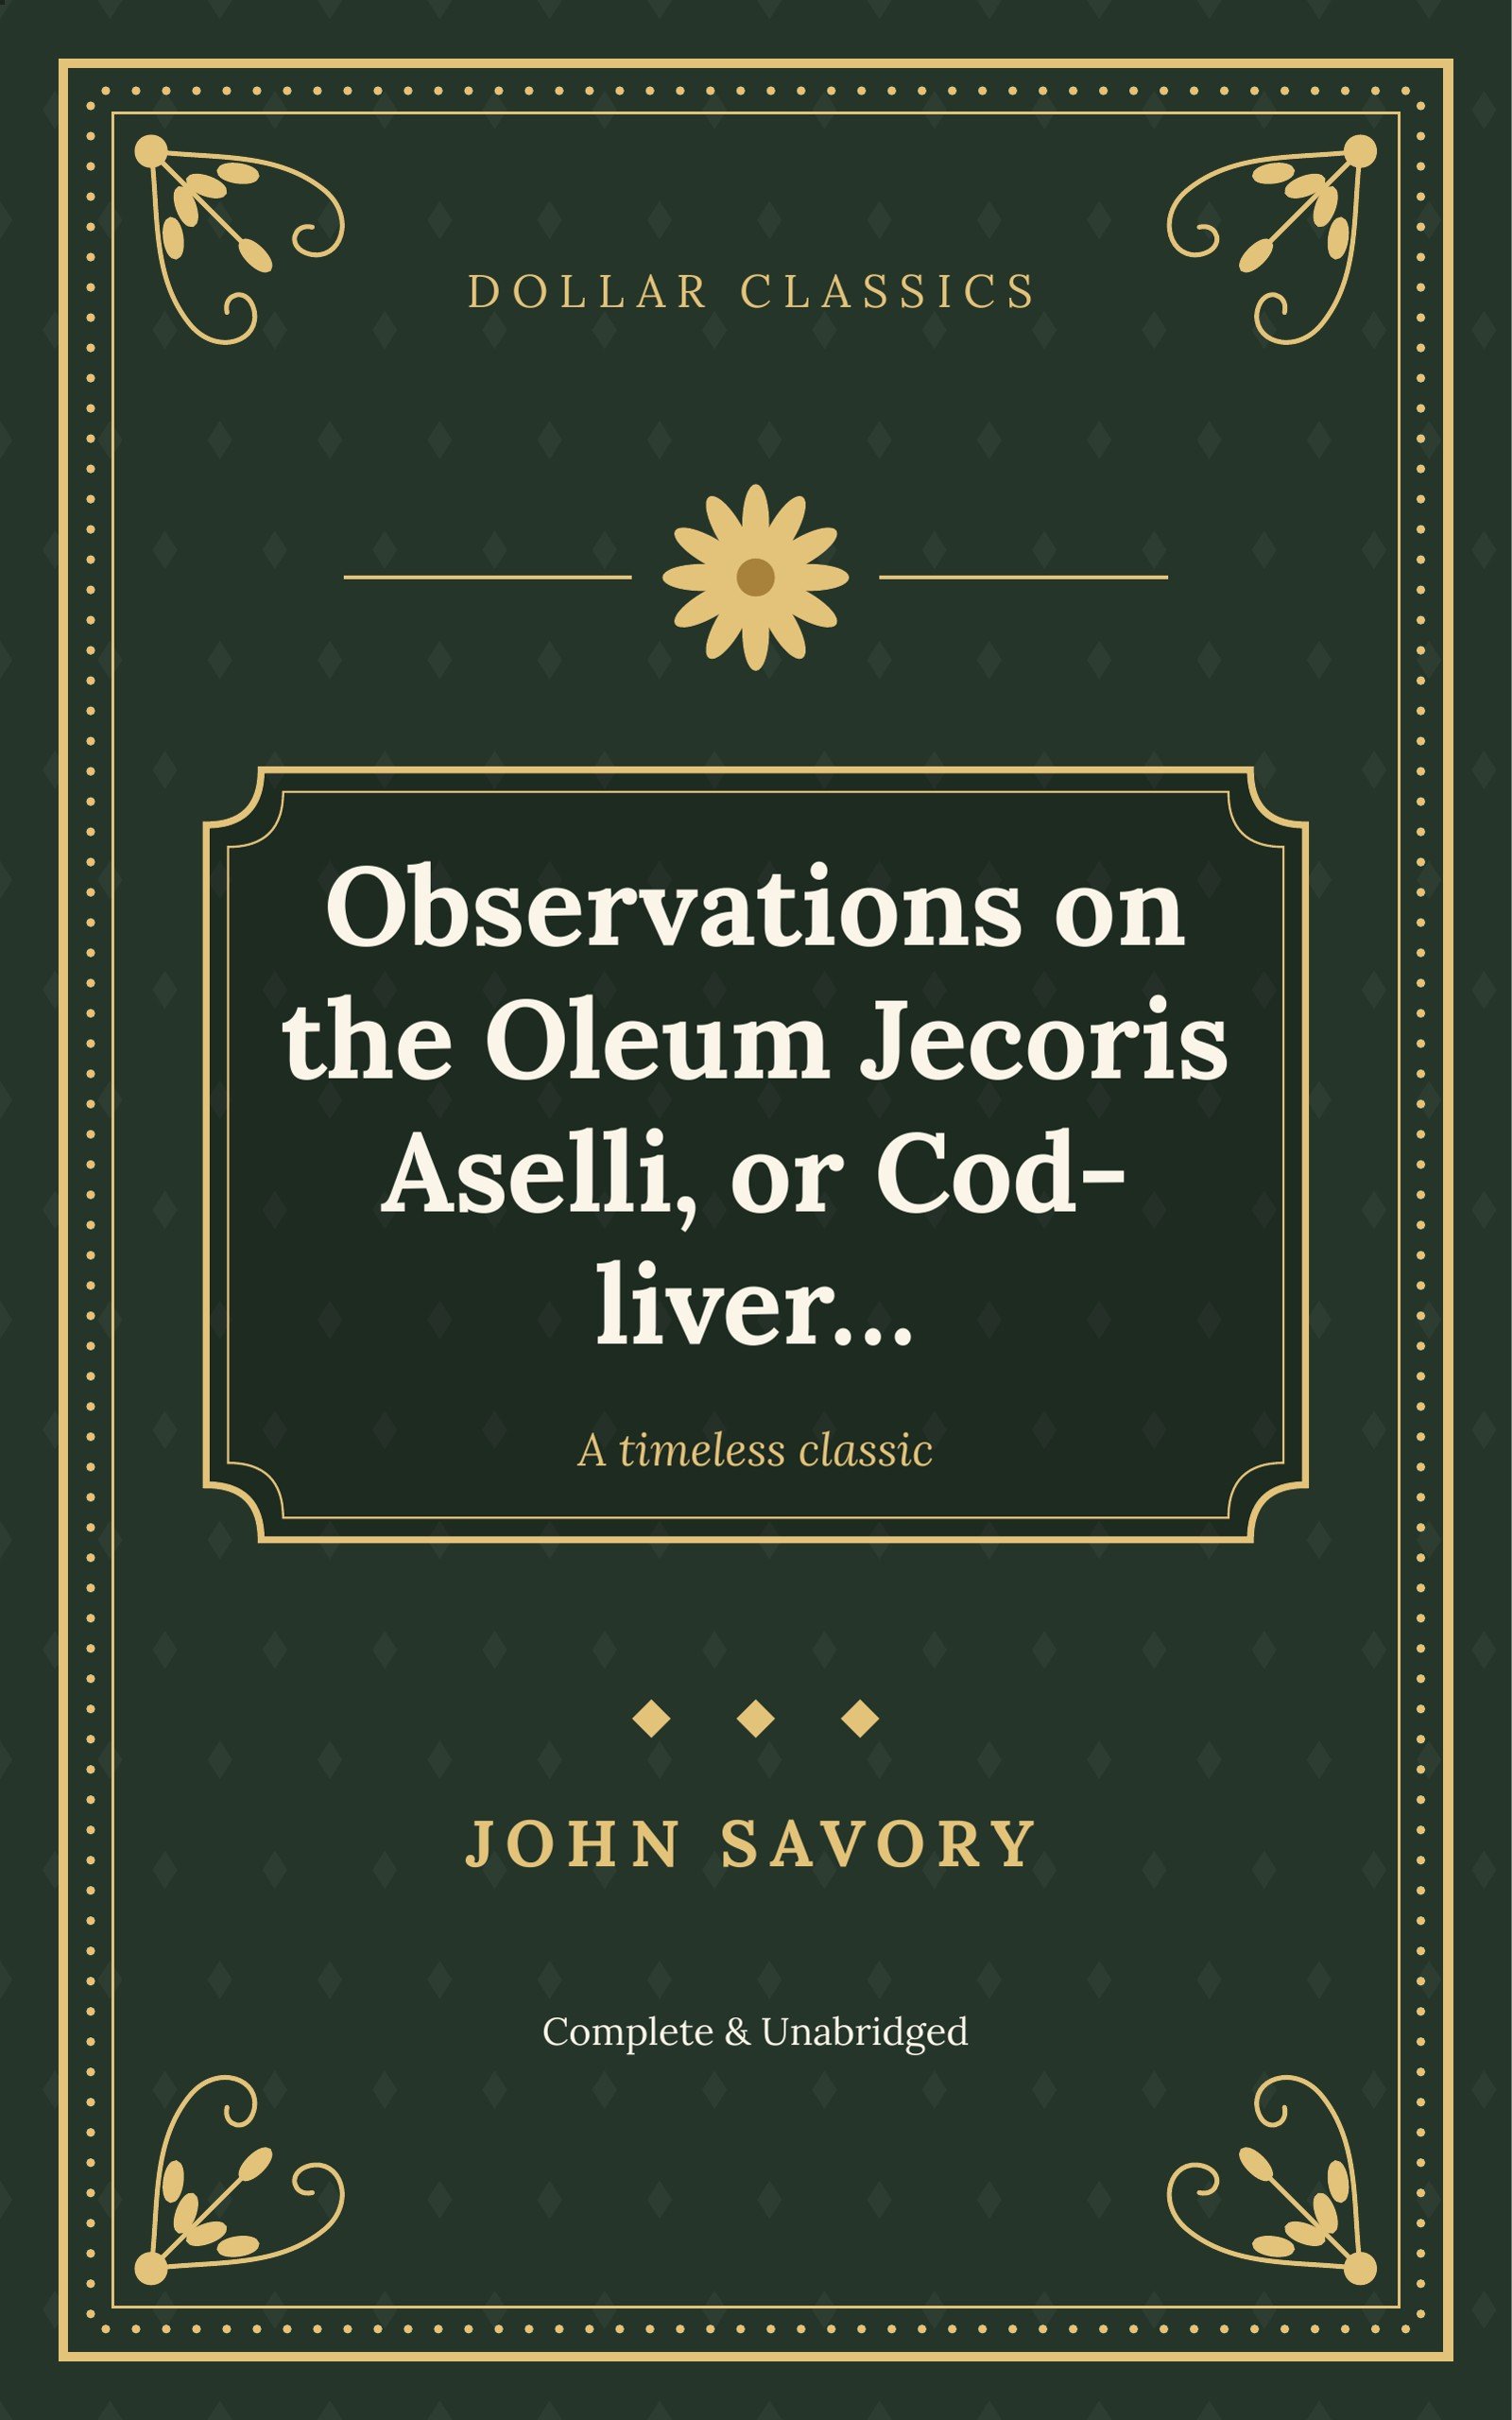 DOLLAR CLASSICS
Observations on
the Oleum Jecoris
Aselli, or Cod-
liver...
A timeless classic
JOHN SAVORY
Complete & Unabridged